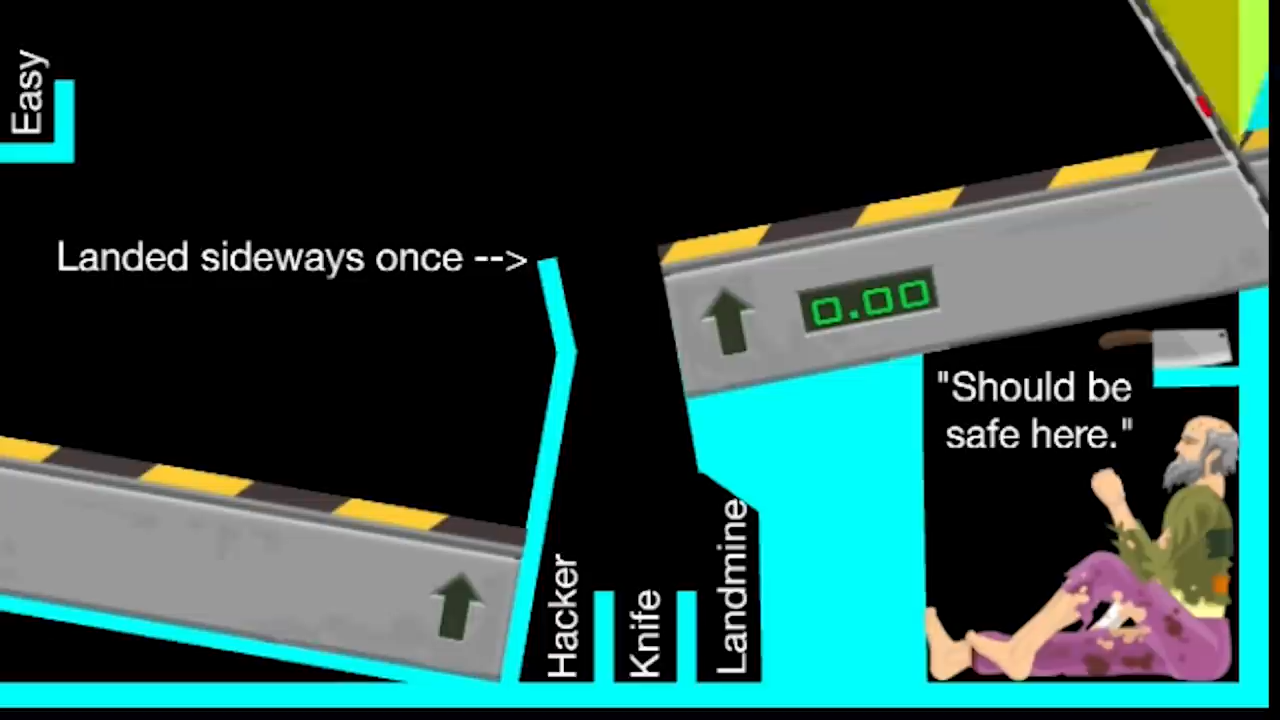 Easy
Landed sideways once -->
0.00
"Should be
safe here."
Hacker
Knife
Landmine